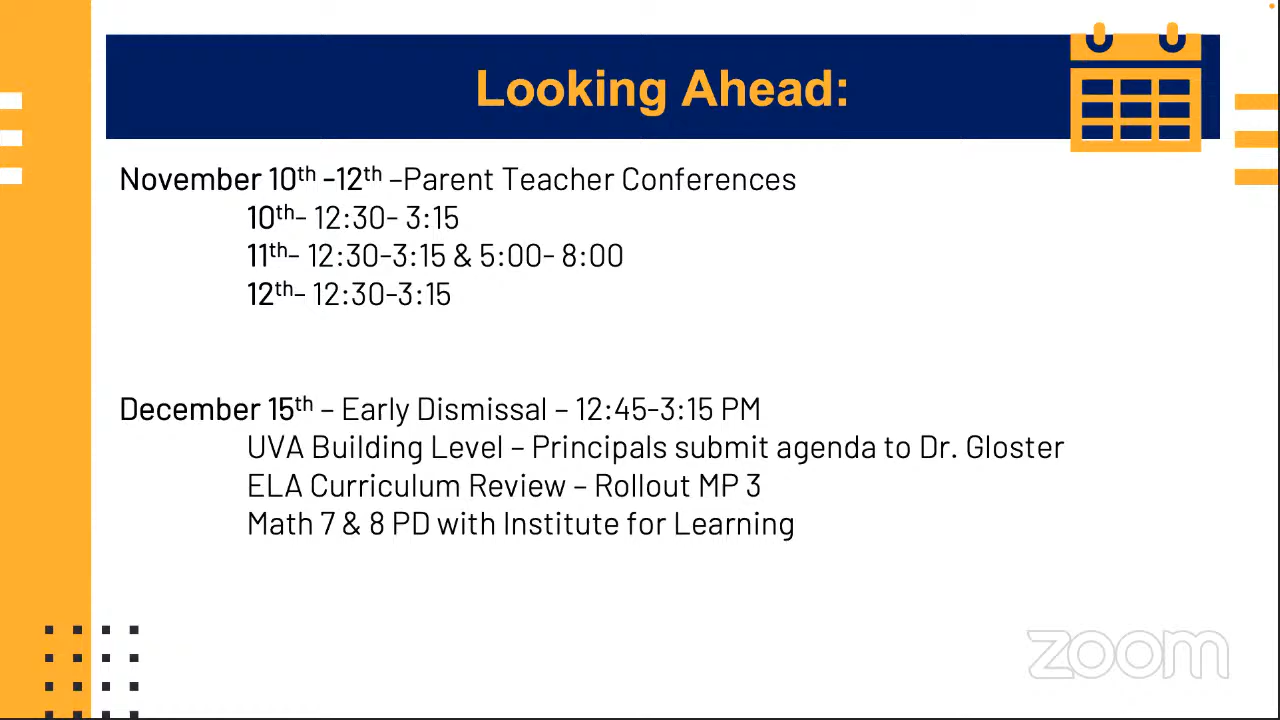 Looking Ahead:
November 10th -12th –Parent Teacher Conferences
10th– 12:30- 3:15
11th– 12:30-3:15 & 5:00- 8:00
12th– 12:30-3:15
December 15th – Early Dismissal – 12:45-3:15 PM
UVA Building Level – Principals submit agenda to Dr. Gloster
ELA Curriculum Review – Rollout MP 3
Math 7 & 8 PD with Institute for Learning
zoom